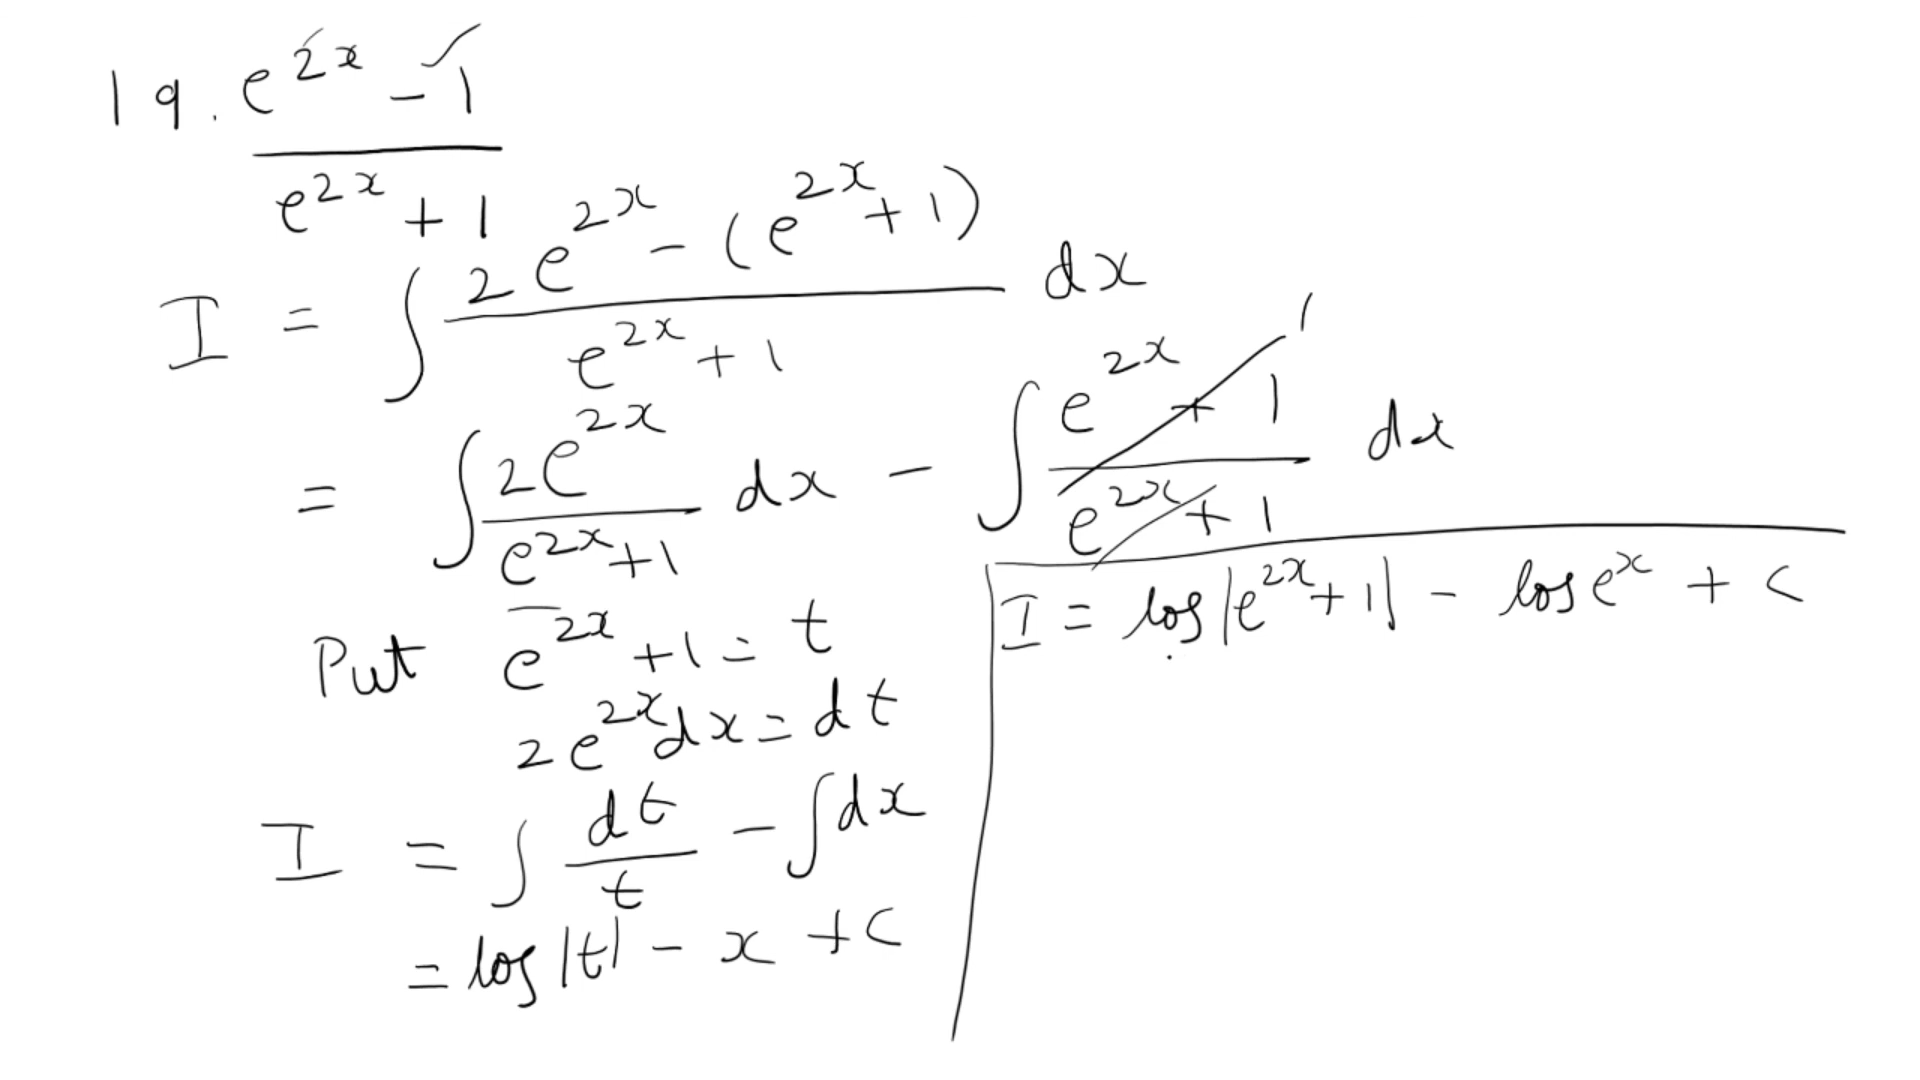 19. e^{2x} - 1
e^{2x} + 1
I = ∫ (2e^{2x} - (e^{2x} + 1)) / (e^{2x} + 1) dx
= ∫ 2e^{2x} / (e^{2x} + 1) dx - ∫ (e^{2x} + 1) / (e^{2x} + 1) dx
1
Put e^{2x} + 1 = t
2e^{2x} dx = dt
I = ∫ dt / t - ∫ dx
= log |t| - x + C
I = log |e^{2x} + 1| - log e^x + C